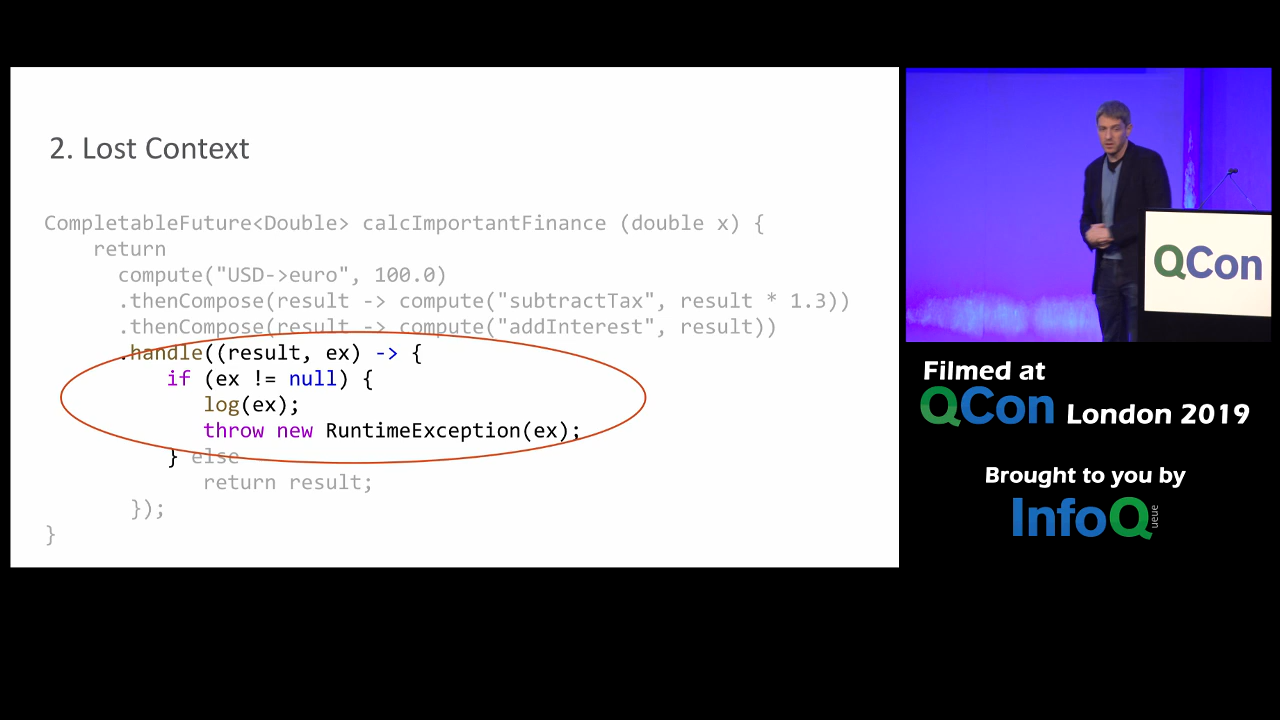 2. Lost Context
CompletableFuture<Double> calcImportantFinance (double x) {
return
compute("USD->euro", 100.0)
.thenCompose(result -> compute("subtractTax", result * 1.3))
.thenCompose(result -> compute("addInterest", result))
.handle((result, ex) -> {
if (ex != null) {
log(ex);
throw new RuntimeException(ex);
} else
return result;
});
}
QCon
Filmed at
QCon London 2019
Brought to you by
InfoQ
ueue